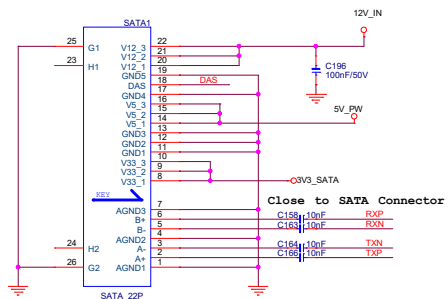 12V_IN
SATA1
25 G1 V12_3 22
V12_2 21
23 H1 V12_1 20
GND5 19
DAS 18 DAS
GND4 17
V5_3 16
V5_2 15
V5_1 14
GND3 13
GND2 12
GND1 11
V33_3 10
V33_2 9
V33_1 8
C196
100nF/50V
5V_PW
3V3_SATA
KEY
Close to SATA Connector
AGND3 7
B+ 6 C158 10nF RXP
B- 5 C163 10nF RXN
AGND2 4
24 H2 A- 3 C164 10nF TXN
A+ 2 C166 10nF TXP
26 G2 AGND1 1
SATA 22P